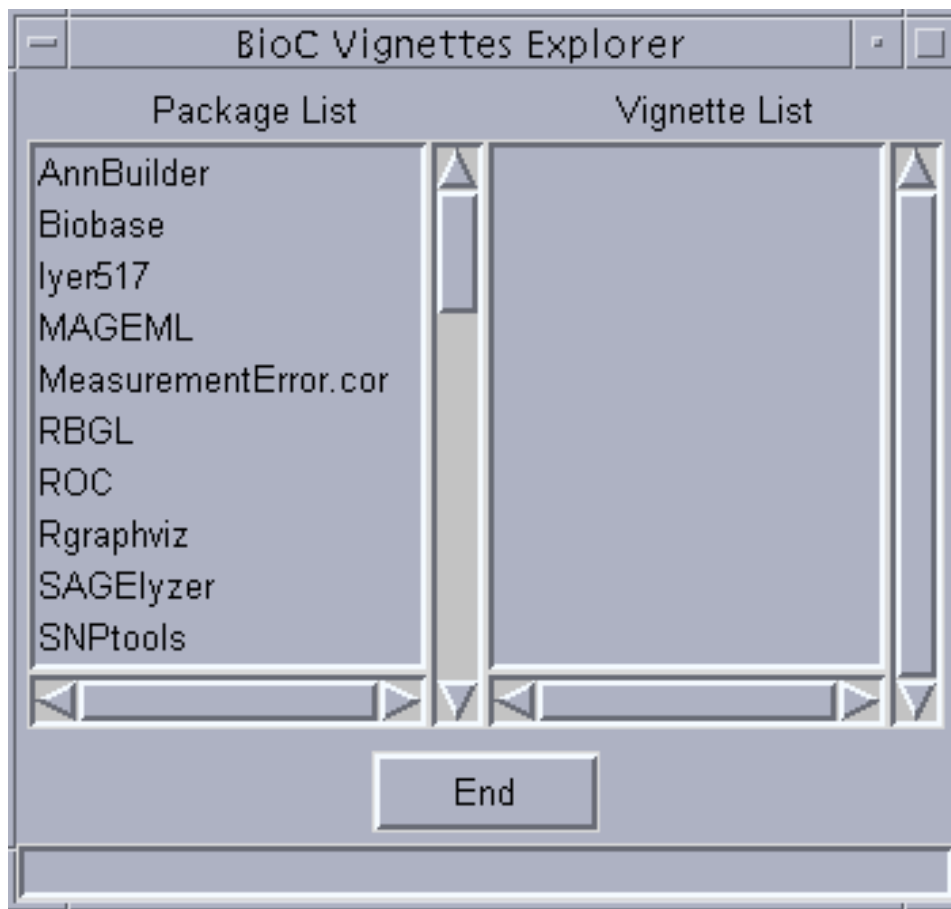 BioC Vignettes Explorer
Package List
Vignette List
AnnBuilder
Biobase
Iyer517
MAGEML
MeasurementError.cor
RBGL
ROC
Rgraphviz
SAGElyzer
SNPtools
End